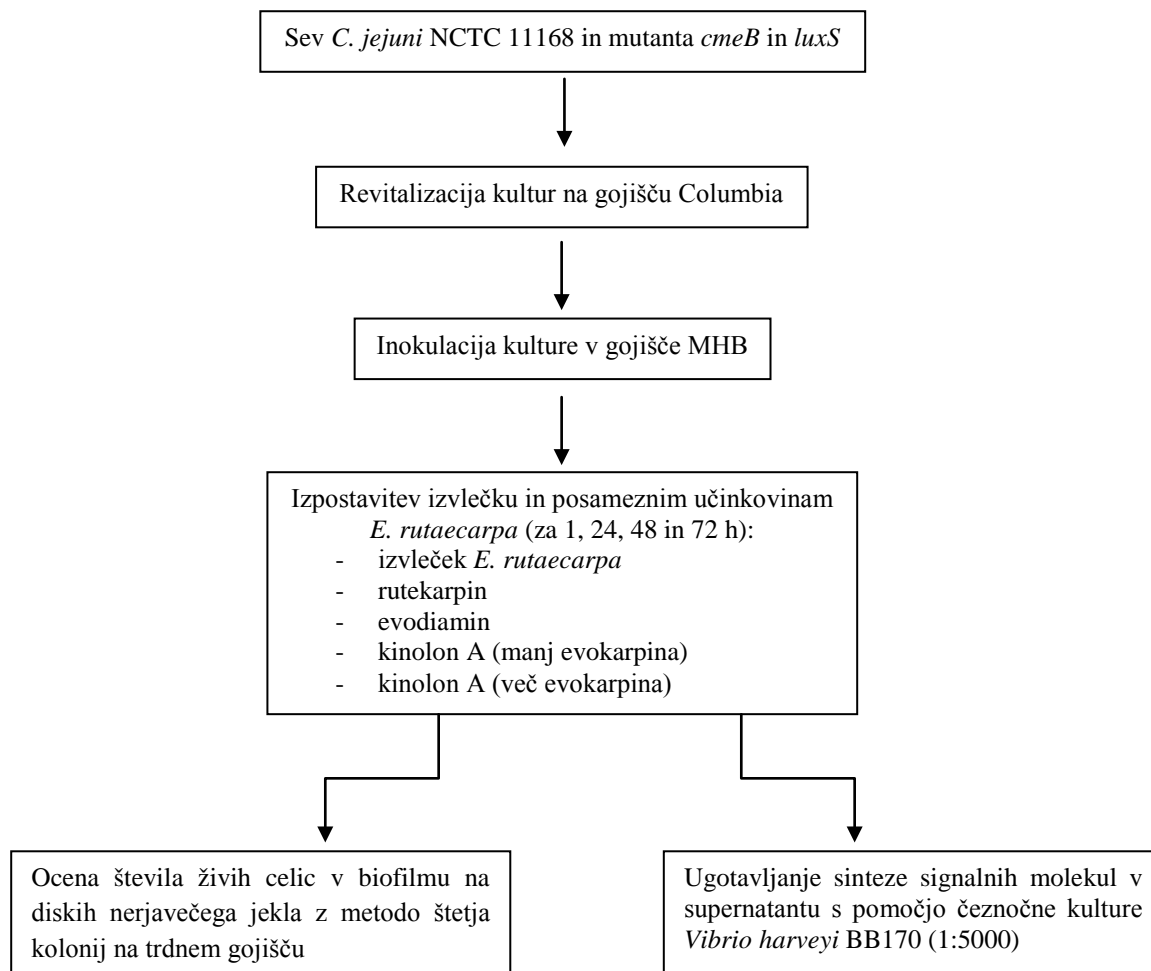 Sev C. jejuni NCTC 11168 in mutanta cmeB in luxS
Revitalizacija kultur na gojišču Columbia
Inokulacija kulture v gojišče MHB
Izpostavitev izvlečku in posameznim učinkovinam
E. rutaecarpa (za 1, 24, 48 in 72 h):
- izvleček E. rutaecarpa
- rutekarpin
- evodiamin
- kinolon A (manj evokarpina)
- kinolon A (več evokarpina)
Ocena števila živih celic v biofilmu na
diskih nerjavečega jekla z metodo štetja
kolonij na trdnem gojišču
Ugotavljanje sinteze signalnih molekul v
supernatantu s pomočjo čeznočne kulture
Vibrio harveyi BB170 (1:5000)